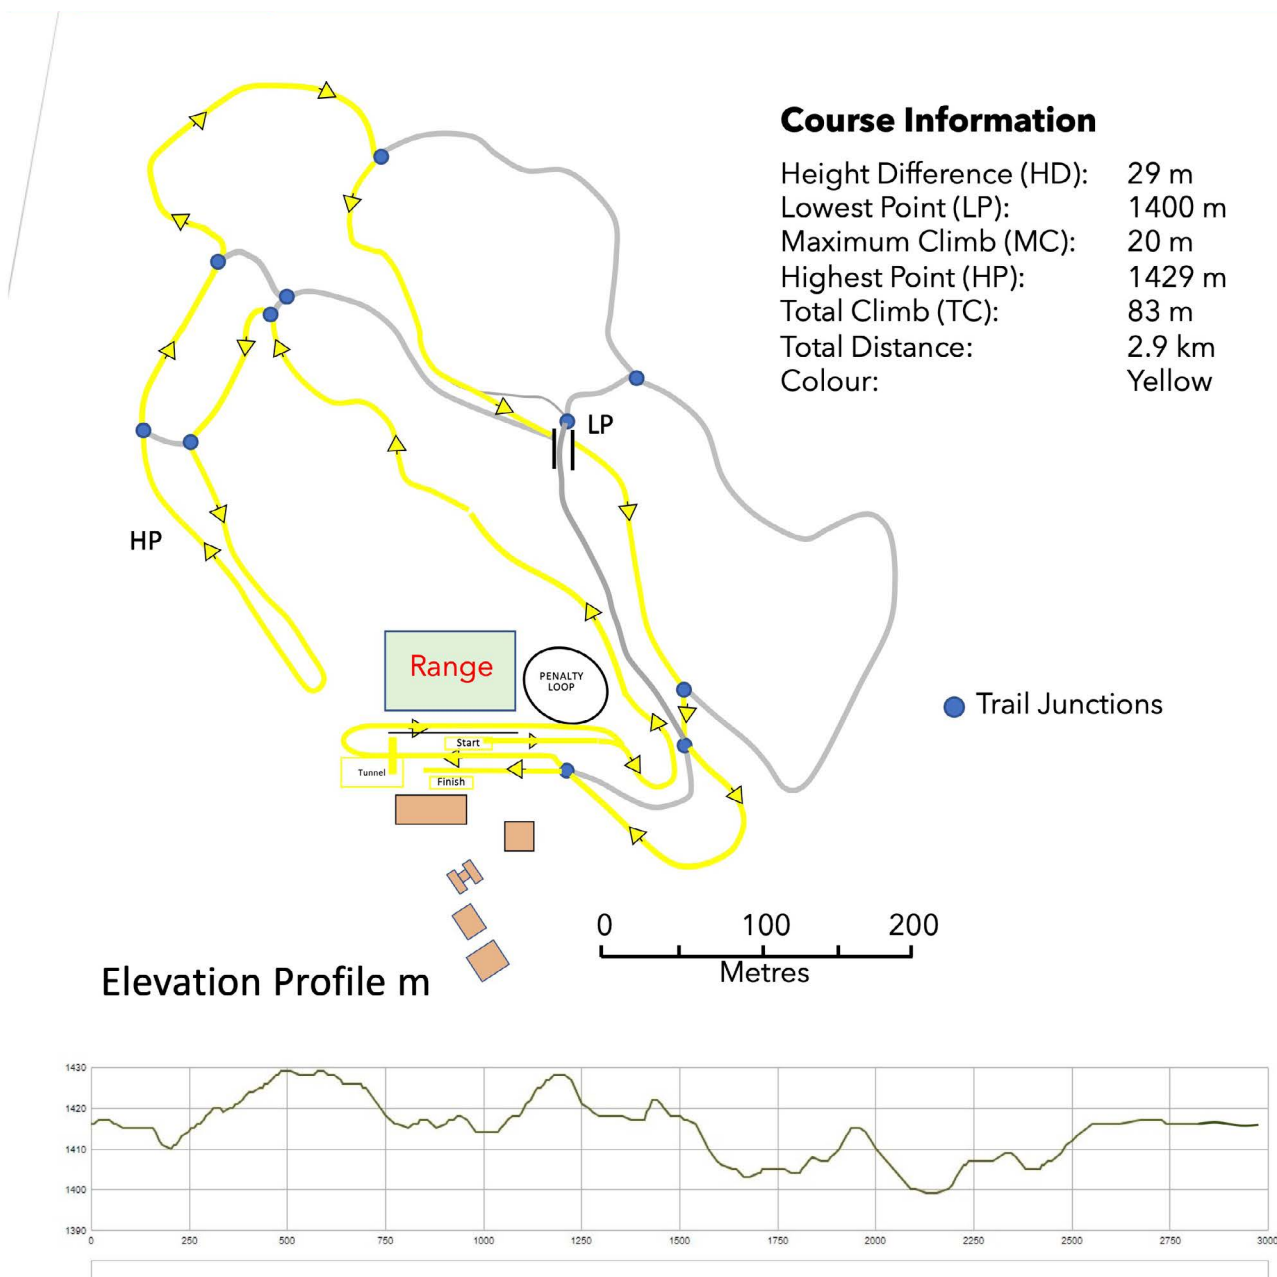 Course Information
Height Difference (HD): 29 m
Lowest Point (LP): 1400 m
Maximum Climb (MC): 20 m
Highest Point (HP): 1429 m
Total Climb (TC): 83 m
Total Distance: 2.9 km
Colour: Yellow
LP
HP
Range
PENALTY
LOOP
Trail Junctions
Start
Tunnel
Finish
0 100 200
Metres
Elevation Profile m
1430
1420
1410
1400
1390
0 250 500 750 1000 1250 1500 1750 2000 2250 2500 2750 3000